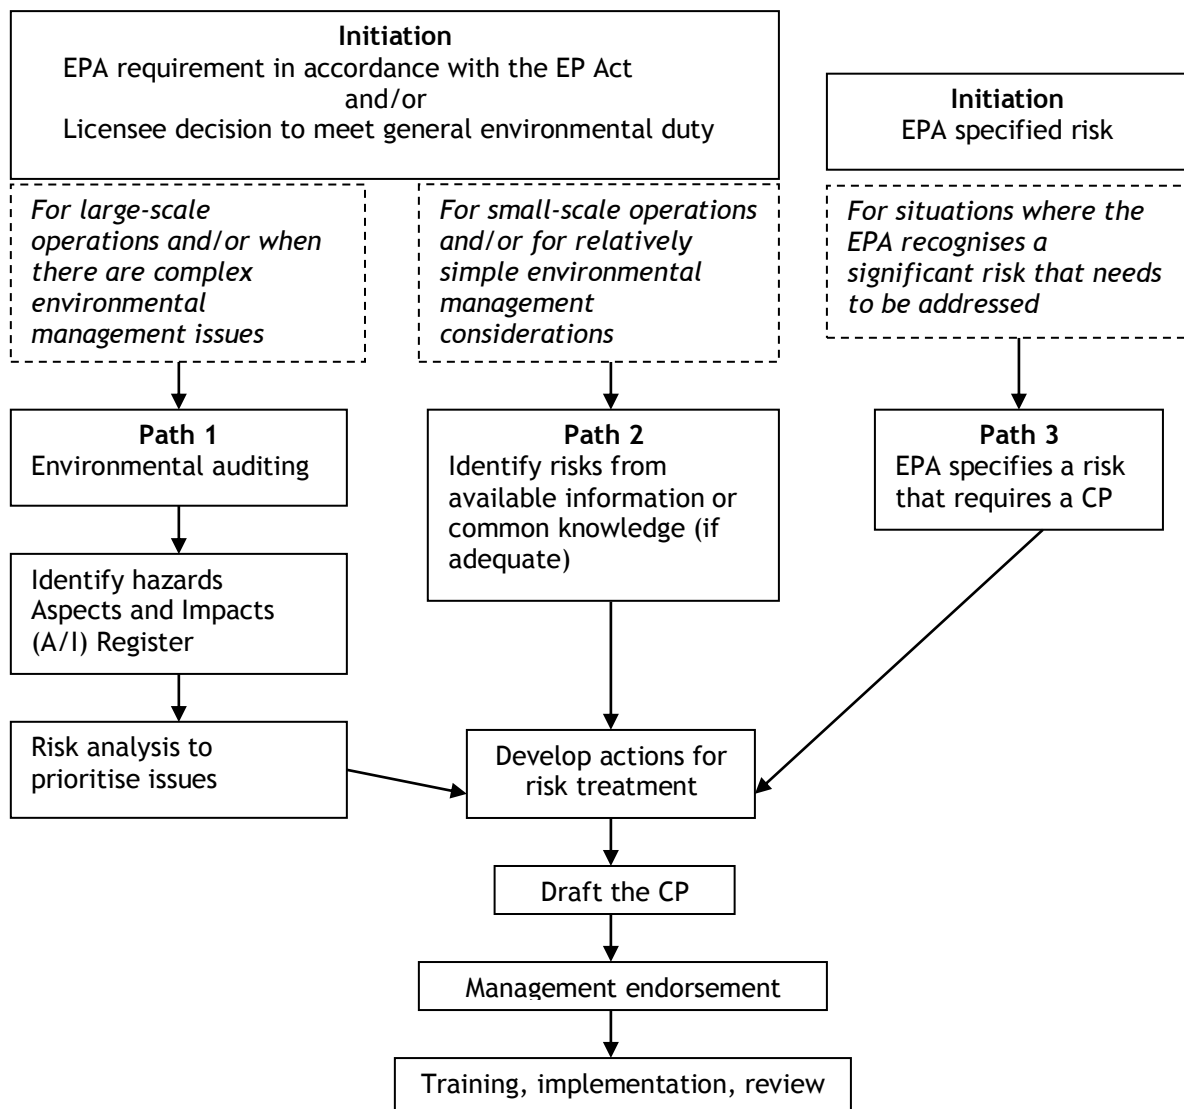 Initiation
EPA requirement in accordance with the EP Act
and/or
Licensee decision to meet general environmental duty
Initiation
EPA specified risk
For large-scale
operations and/or when
there are complex
environmental
management issues
For small-scale operations
and/or for relatively
simple environmental
management
considerations
For situations where the
EPA recognises a
significant risk that needs
to be addressed
Path 1
Environmental auditing
Path 2
Identify risks from
available information or
common knowledge (if
adequate)
Path 3
EPA specifies a risk
that requires a CP
Identify hazards
Aspects and Impacts
(A/I) Register
Risk analysis to
prioritise issues
Develop actions for
risk treatment
Draft the CP
Management endorsement
Training, implementation, review